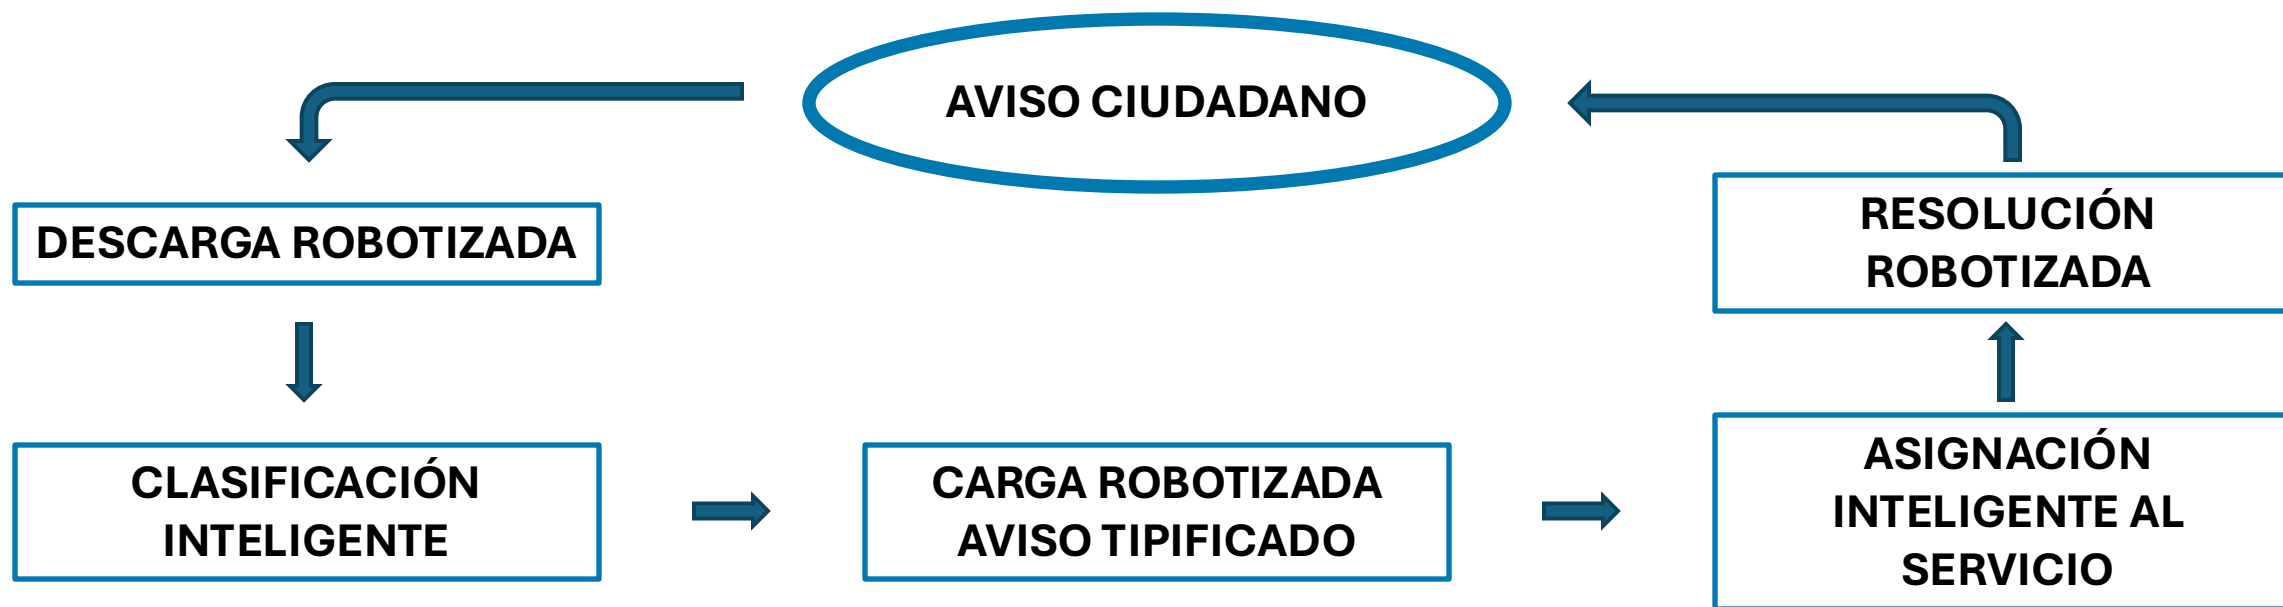 AVISO CIUDADANO
DESCARGA ROBOTIZADA
RESOLUCIÓN
ROBOTIZADA
CLASIFICACIÓN
INTELIGENTE
CARGA ROBOTIZADA
AVISO TIPIFICADO
ASIGNACIÓN
INTELIGENTE AL
SERVICIO